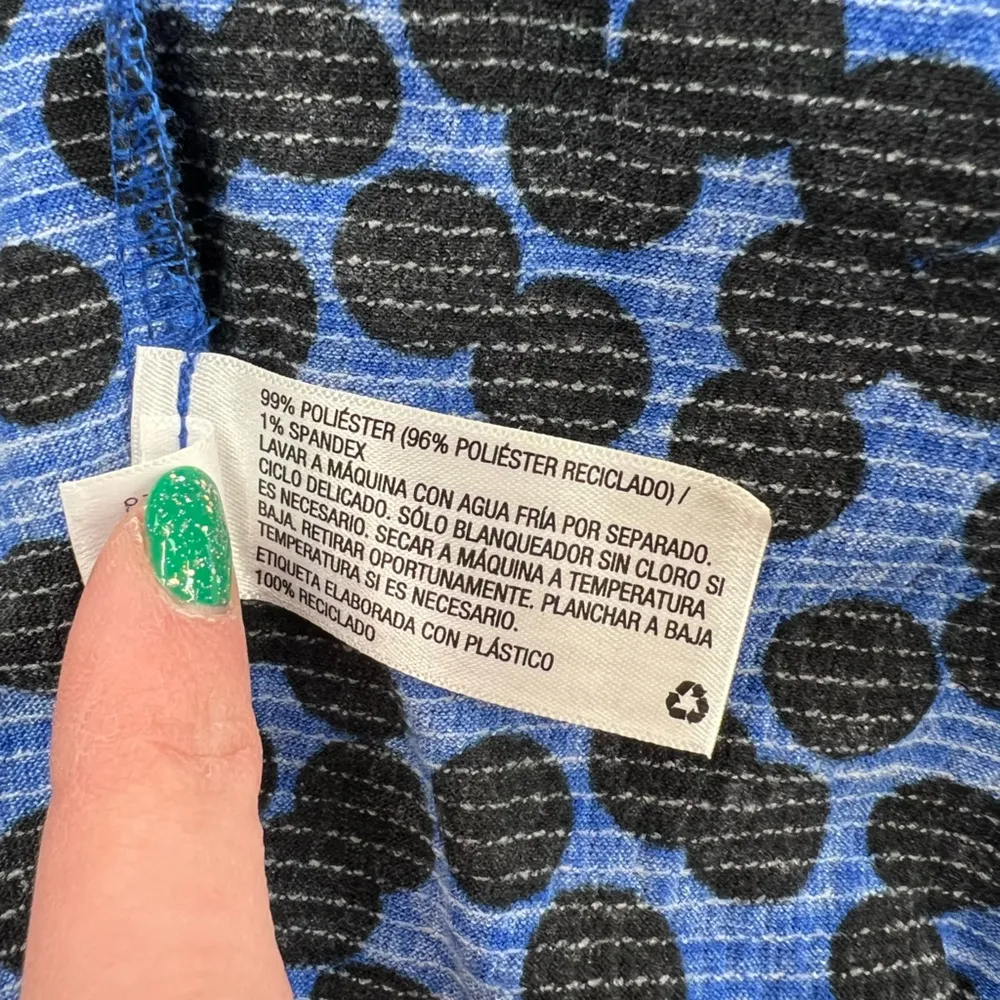 99% POLIÉSTER (96% POLIÉSTER RECICLADO) /
1% SPANDEX
LAVAR A MÁQUINA CON AGUA FRÍA POR SEPARADO.
CICLO DELICADO. SÓLO BLANQUEADOR SIN CLORO SI
ES NECESARIO. SECAR A MÁQUINA A TEMPERATURA
BAJA. RETIRAR OPORTUNAMENTE. PLANCHAR A BAJA
TEMPERATURA SI ES NECESARIO.
ETIQUETA ELABORADA CON PLÁSTICO
100% RECICLADO